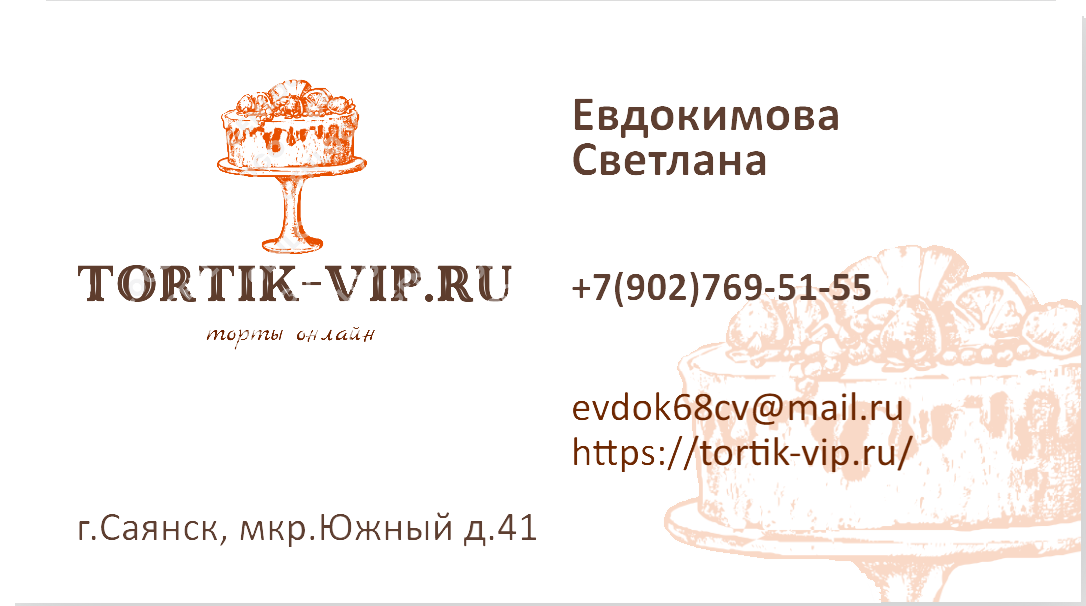 TORTIK-VIP.RU
торты онлайн
Евдокимова
Светлана
+7(902)769-51-55
evdok68cv@mail.ru
https://tortik-vip.ru/
г.Саянск, мкр.Южный д.41